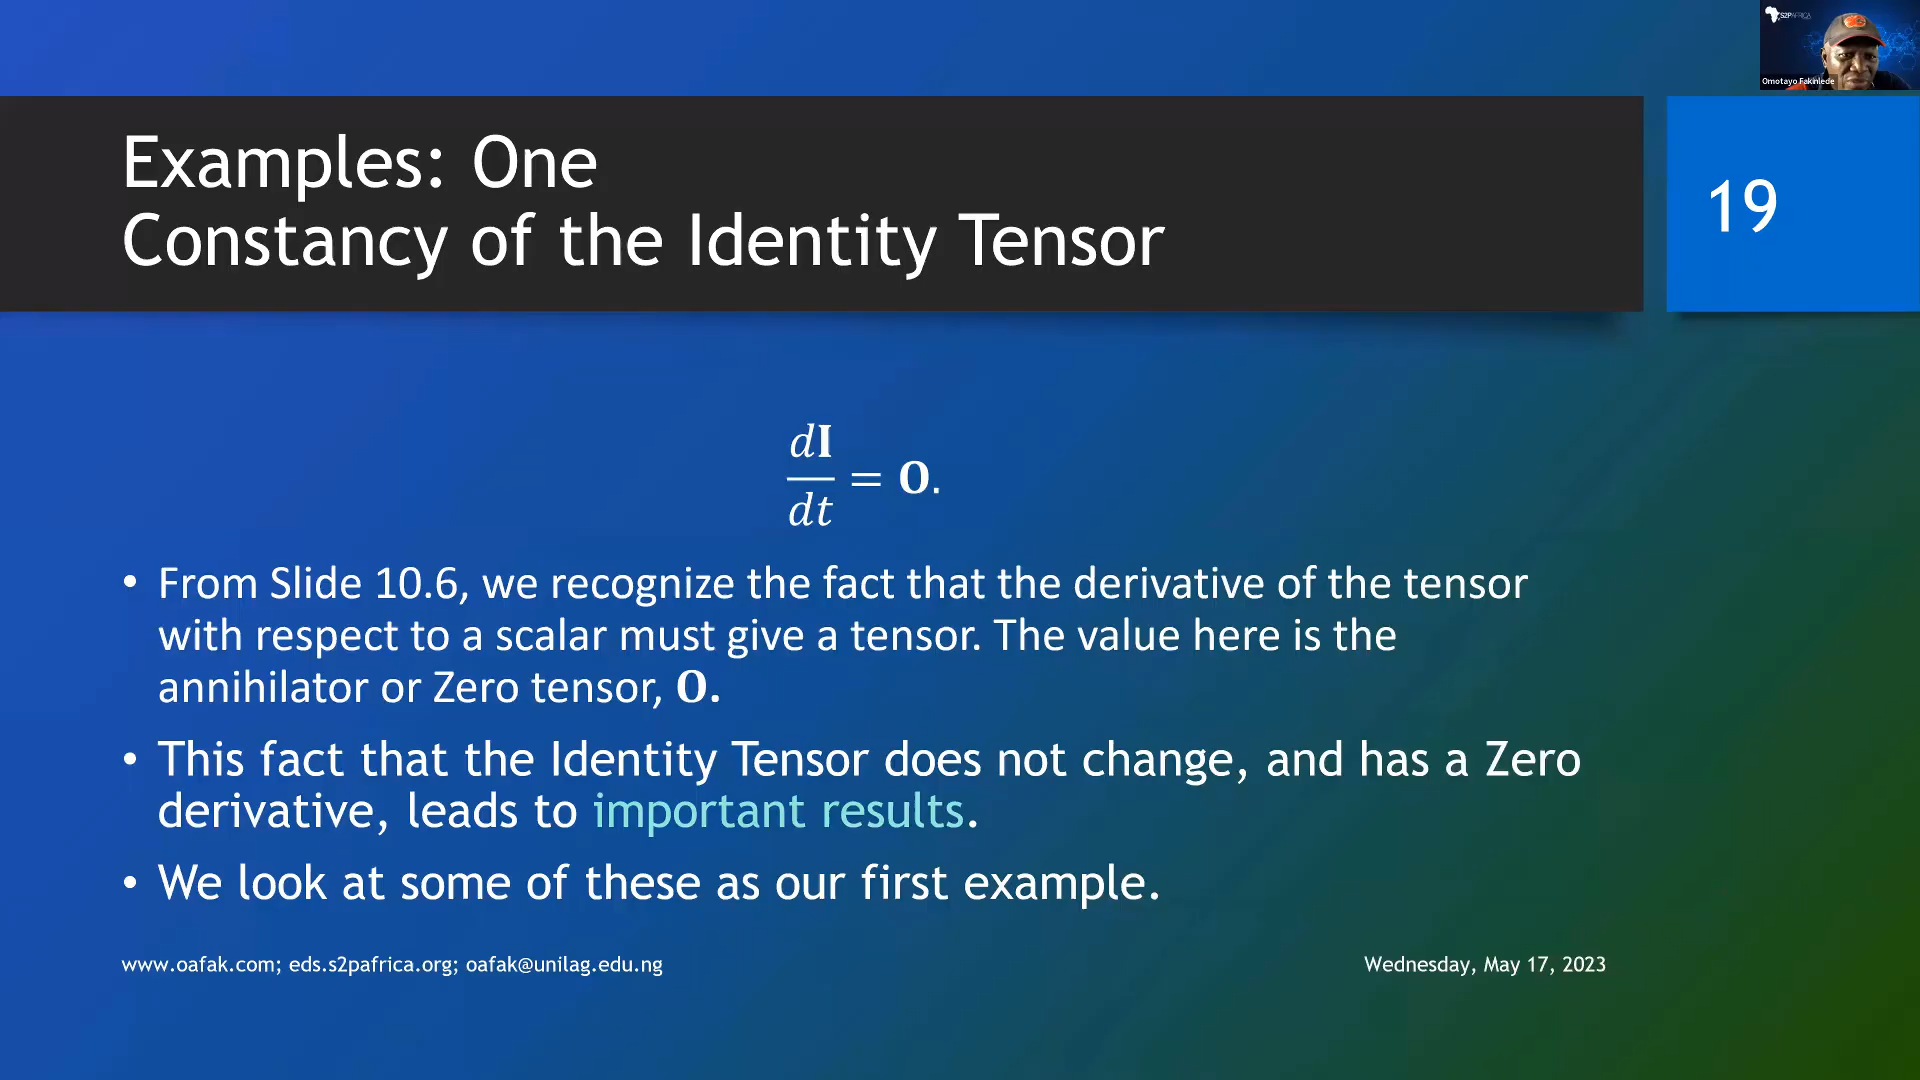 S2PAFRICA
Omotayo Fakinlede
Examples: One
Constancy of the Identity Tensor
19
dI
dt
= O.
• From Slide 10.6, we recognize the fact that the derivative of the tensor
with respect to a scalar must give a tensor. The value here is the
annihilator or Zero tensor, O.
• This fact that the Identity Tensor does not change, and has a Zero
derivative, leads to important results.
• We look at some of these as our first example.
www.oafak.com; eds.s2pafrica.org; oafak@unilag.edu.ng
Wednesday, May 17, 2023